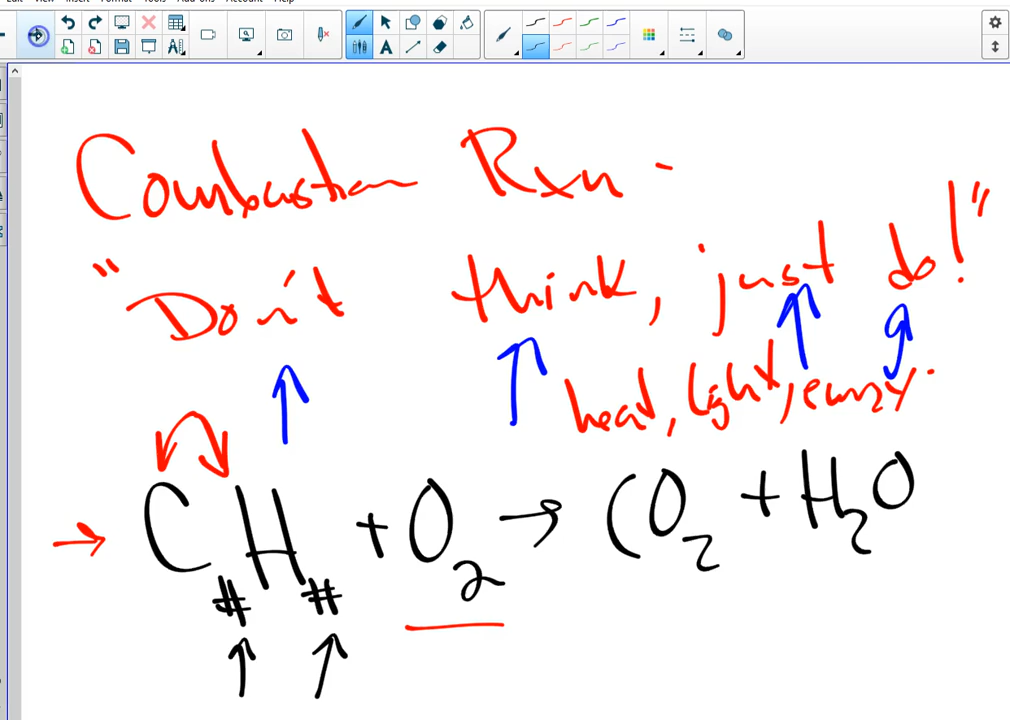 Combustion Rxn -
"Don't think, just do!"
heat, light, energy.
C#H# + O2 → CO2 + H2O